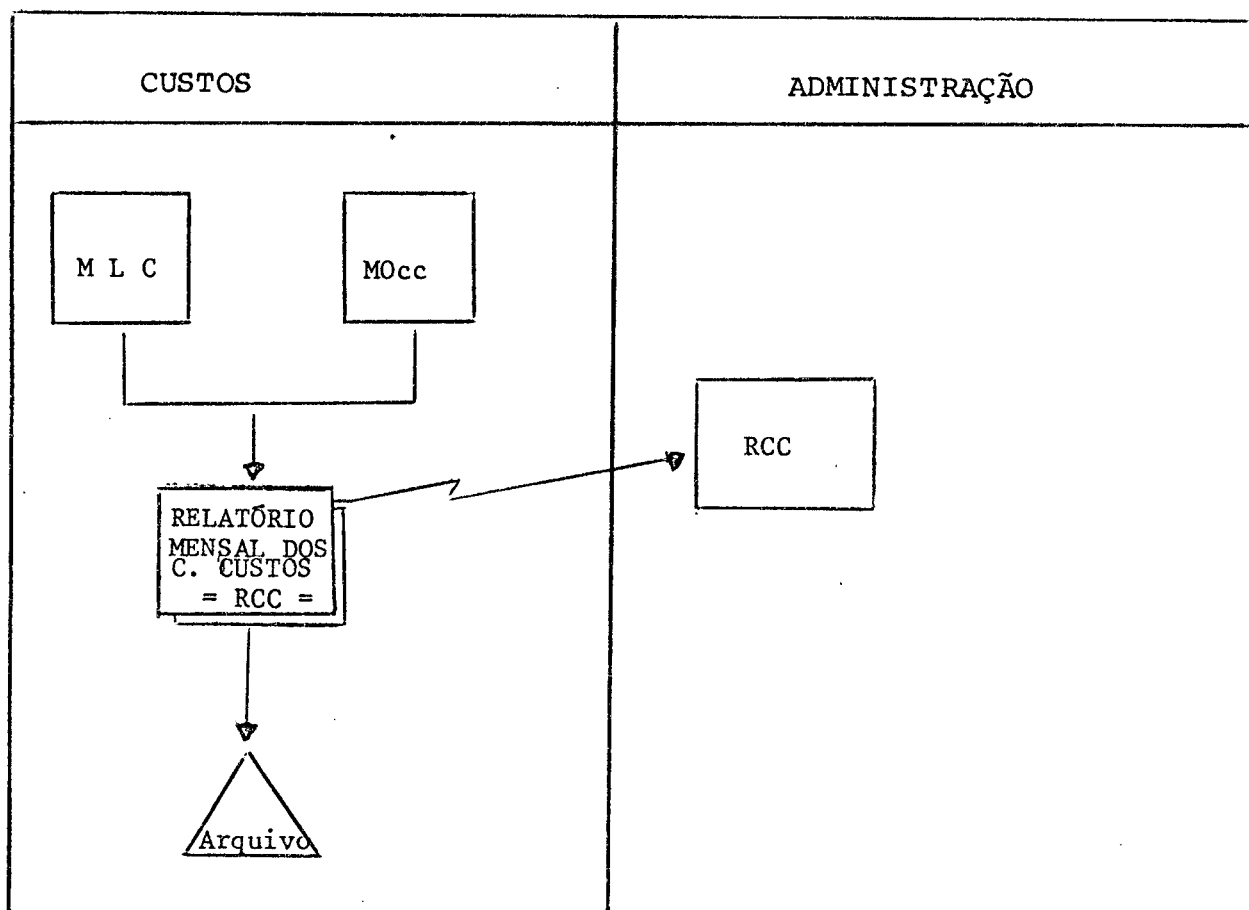 CUSTOS
ADMINISTRAÇÃO
M L C
MOcc
RCC
RELATÓRIO
MENSAL DOS
C. CUSTOS
= RCC =
Arquivo